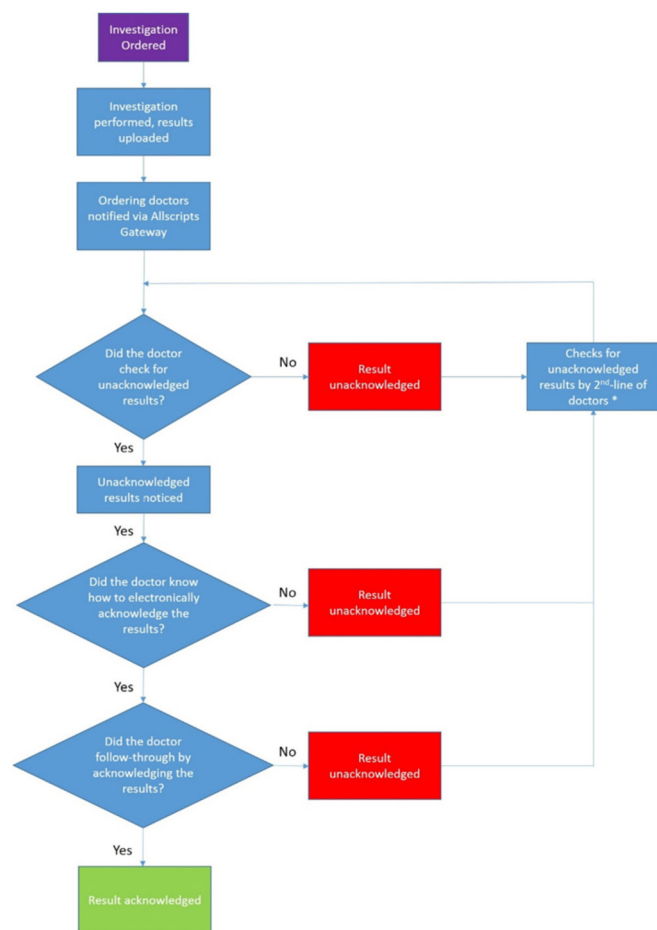 Investigation
Ordered
Investigation
performed, results
uploaded
Ordering doctors
notified via Allscripts
Gateway
Did the doctor
check for
unacknowledged
results?
No
Result
unacknowledged
Checks for
unacknowledged
results by 2nd-line of
doctors *
Yes
Unacknowledged
results noticed
Yes
Did the doctor know
how to electronically
acknowledge the
results?
No
Result
unacknowledged
Yes
Did the doctor
follow-through by
acknowledging the
results?
No
Result
unacknowledged
Yes
Result acknowledged